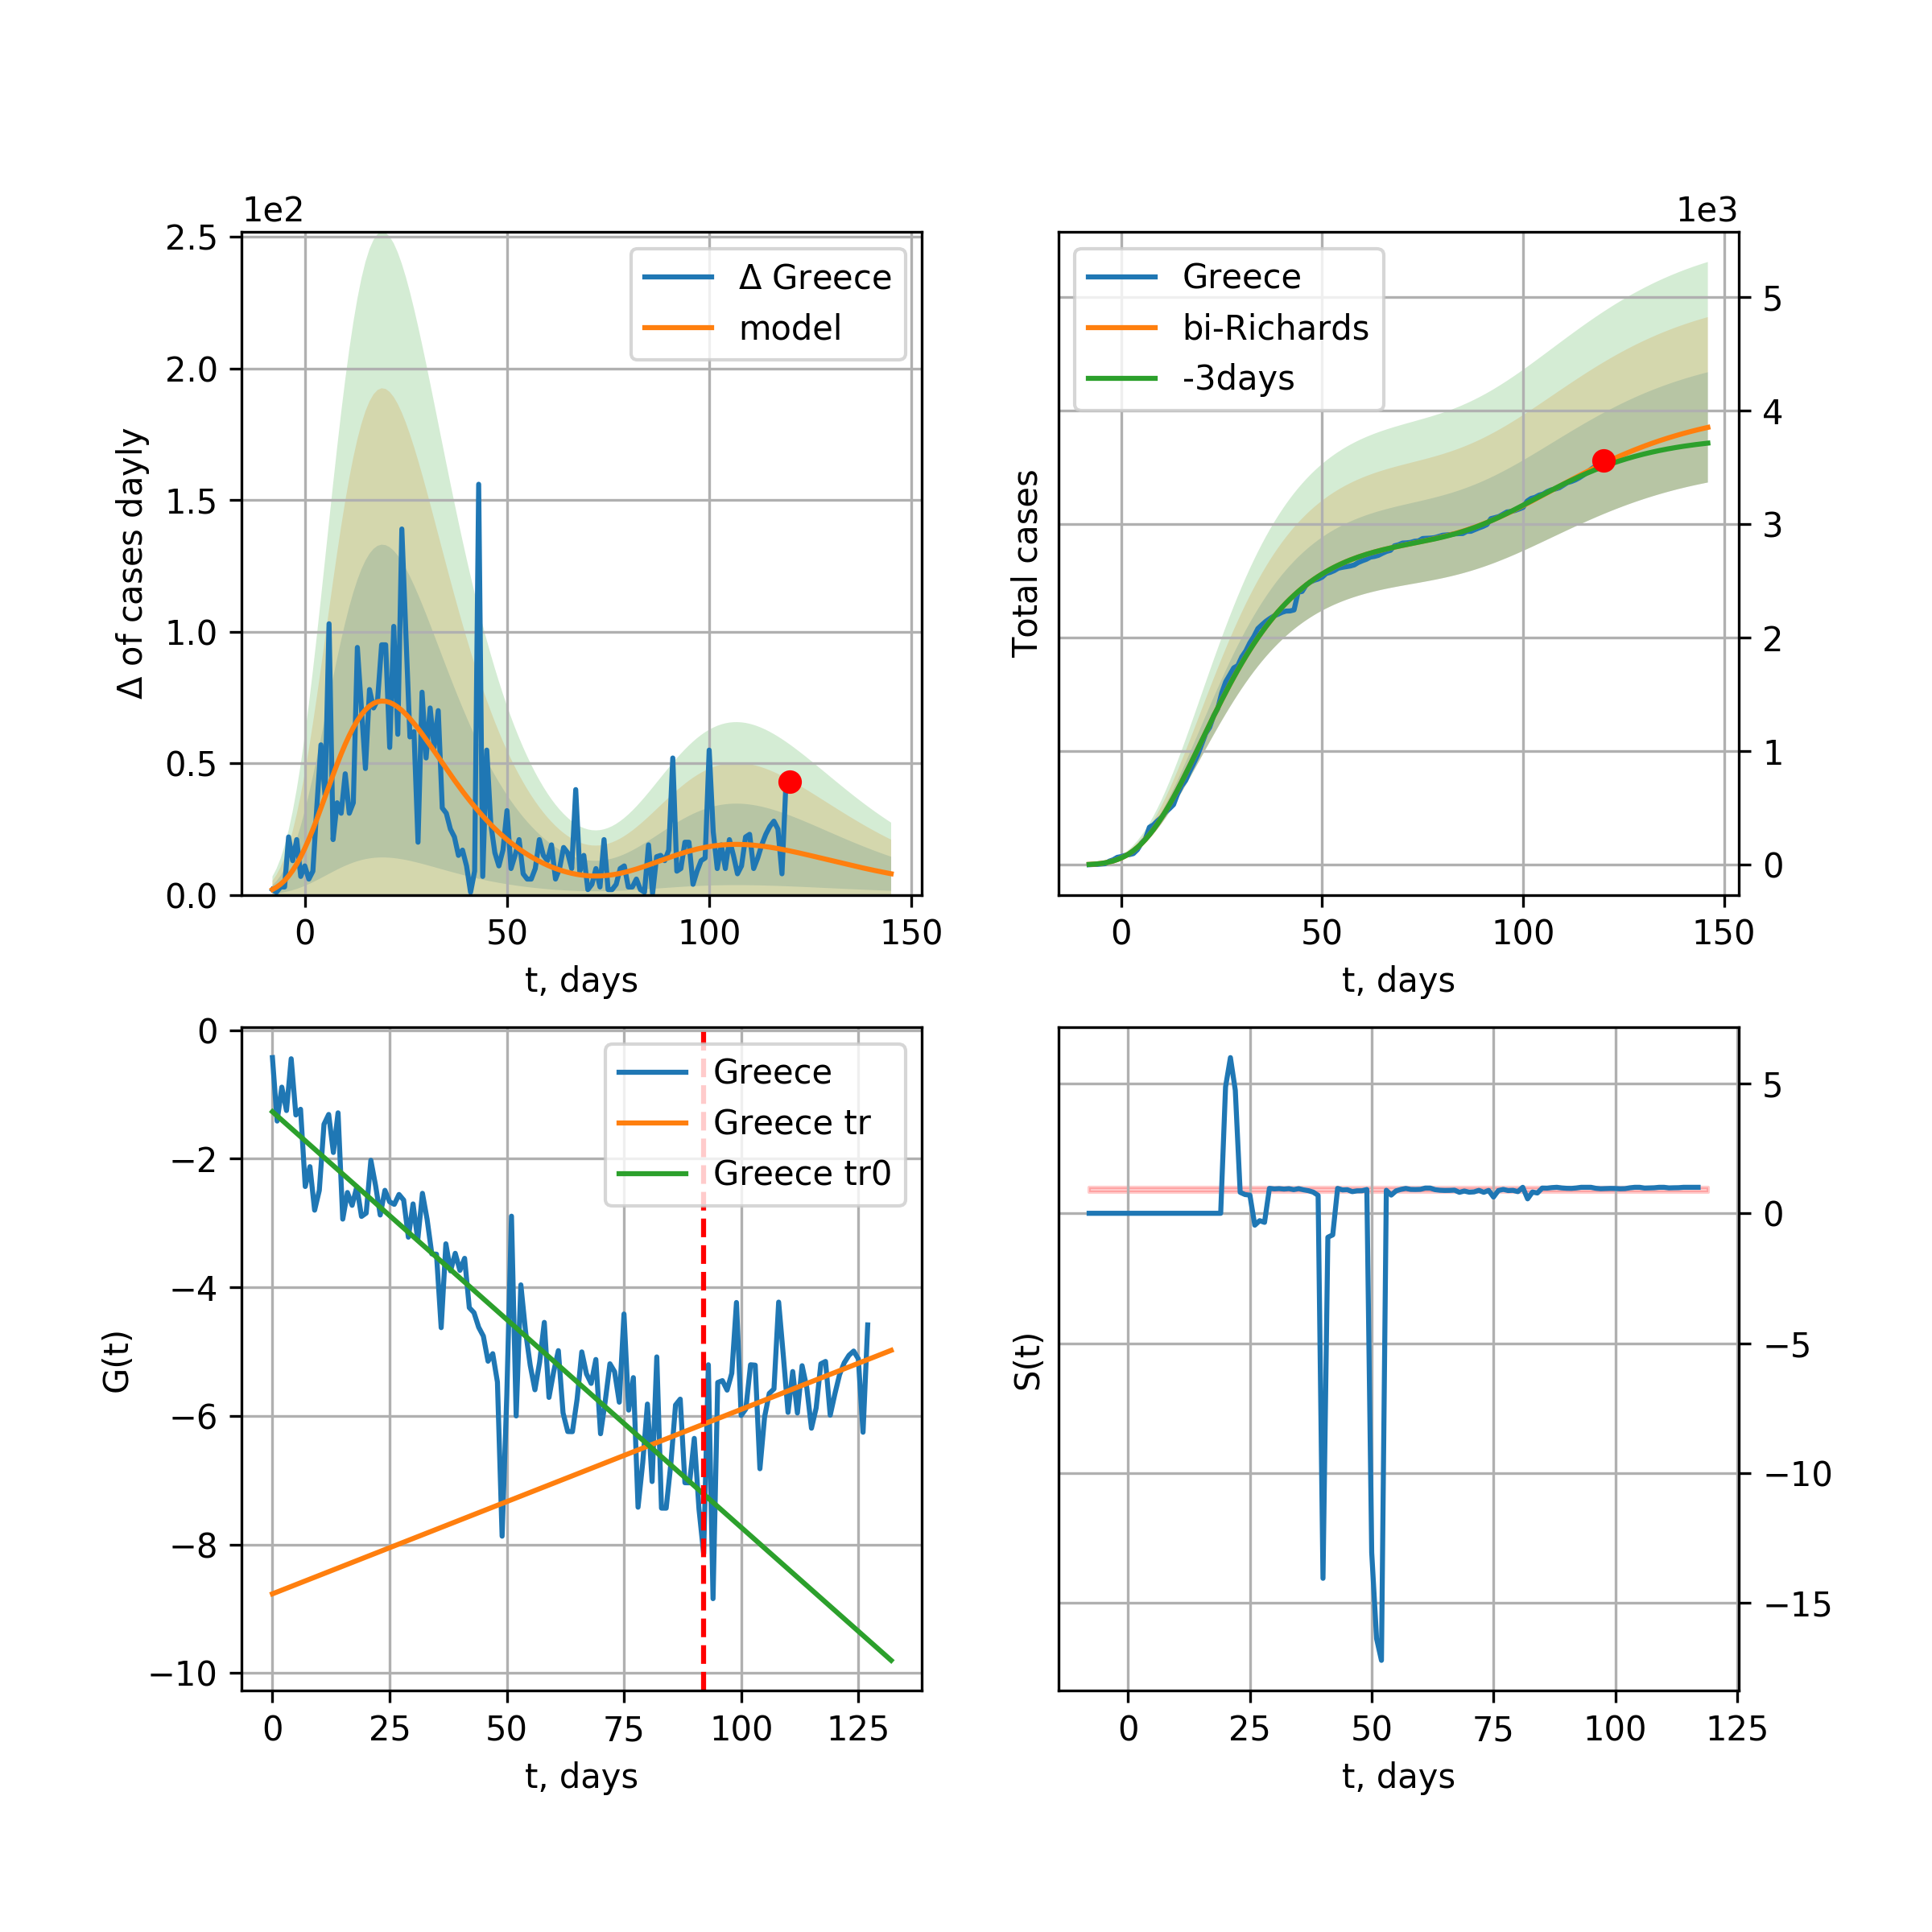 1e2
2.5
2.0
1.5
1.0
0.5
0.0
Δ of cases dayly
Δ Greece
model
0 50 100 150
t, days
1e3
Greece
bi-Richards
-3days
Total cases
5
4
3
2
1
0
0 50 100 150
t, days
0
−2
−4
−6
−8
−10
G(t)
Greece
Greece tr
Greece tr0
0 25 50 75 100 125
t, days
S(t)
5
0
−5
−10
−15
0 25 50 75 100 125
t, days